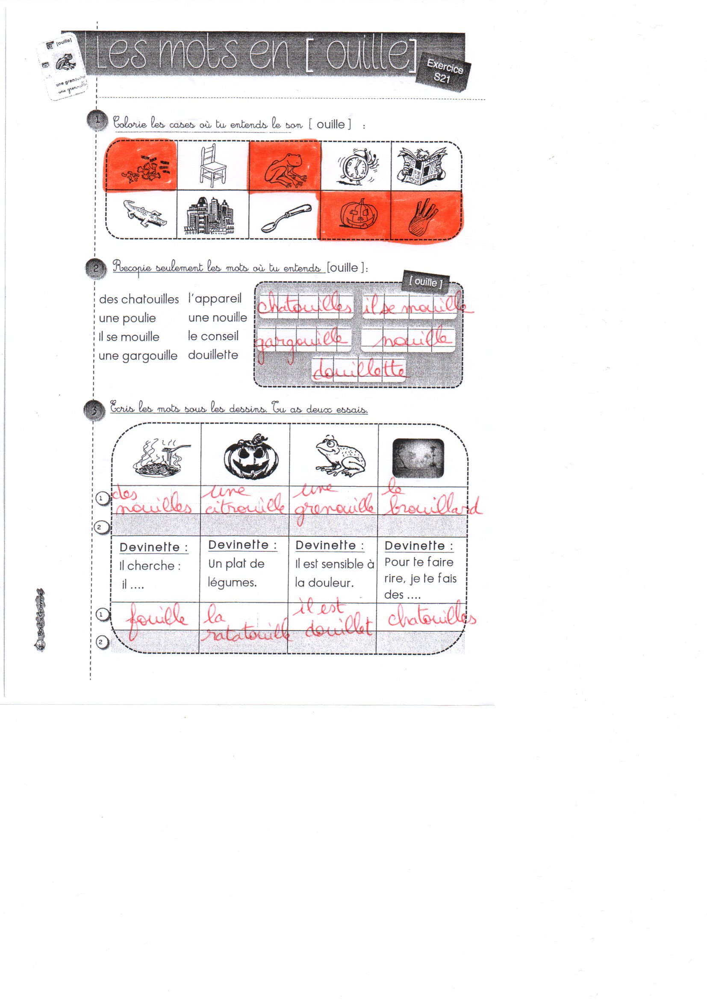 [ouille]
une grenouille
une grenouille
Les mots en [ ouille]
Exercice
S21
1
Colorie les cases où tu entends le son [ ouille ] :
2
Recopie seulement les mots où tu entends [ouille ]:
[ ouille ]
des chatouilles l'appareil
une poulie une nouille
Il se mouille le conseil
une gargouille douillette
chatouilles il se mouille
gargouille nouille
douillette
3
Ecris les mots sous les dessins. Tu as deux essais.
1
des une une le
nouilles citrouille grenouille brouillard
2
Devinette : Devinette : Devinette : Devinette :
Il cherche : Un plat de Il est sensible à Pour te faire
il .... légumes. la douleur. rire, je te fais
des ....
1
fouille la il est chatouilles
ratatouille douillet
2
Bout de Gomme